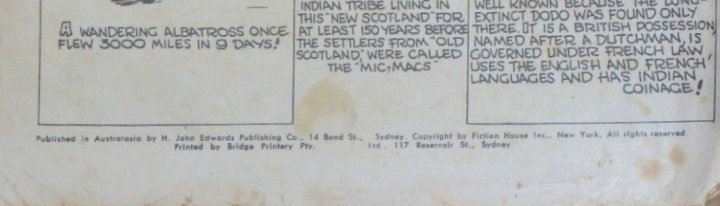 A WANDERING ALBATROSS ONCE
FLEW 3000 MILES IN 9 DAYS!
INDIAN TRIBE LIVING IN
THIS "NEW SCOTLAND" FOR
AT LEAST 150 YEARS BEFORE
THE SETTLERS FROM "OLD
SCOTLAND," WERE CALLED
THE "MIC, MACS"
WELL KNOWN BECAUSE THE LONG-
EXTINCT DODO WAS FOUND ONLY
THERE. IT IS A BRITISH POSSESSION,
NAMED AFTER A DUTCHMAN, IS
GOVERNED UNDER FRENCH LAW,
USES THE ENGLISH AND FRENCH
LANGUAGES AND HAS INDIAN
COINAGE!
Published in Australasia by H. John Edwards Publishing Co., 14 Bond St., Sydney. Copyright by Fiction House Inc., New York. All rights reserved
Printed by Bridge Printery Pty. Ltd., 117 Reservoir St., Sydney.